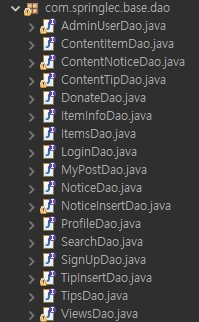 com.springlec.base.dao
AdminUserDao.java
ContentItemDao.java
ContentNoticeDao.java
ContentTipDao.java
DonateDao.java
ItemInfoDao.java
ItemsDao.java
LoginDao.java
MyPostDao.java
NoticeDao.java
NoticeInsertDao.java
ProfileDao.java
SearchDao.java
SignUpDao.java
TipInsertDao.java
TipsDao.java
ViewsDao.java